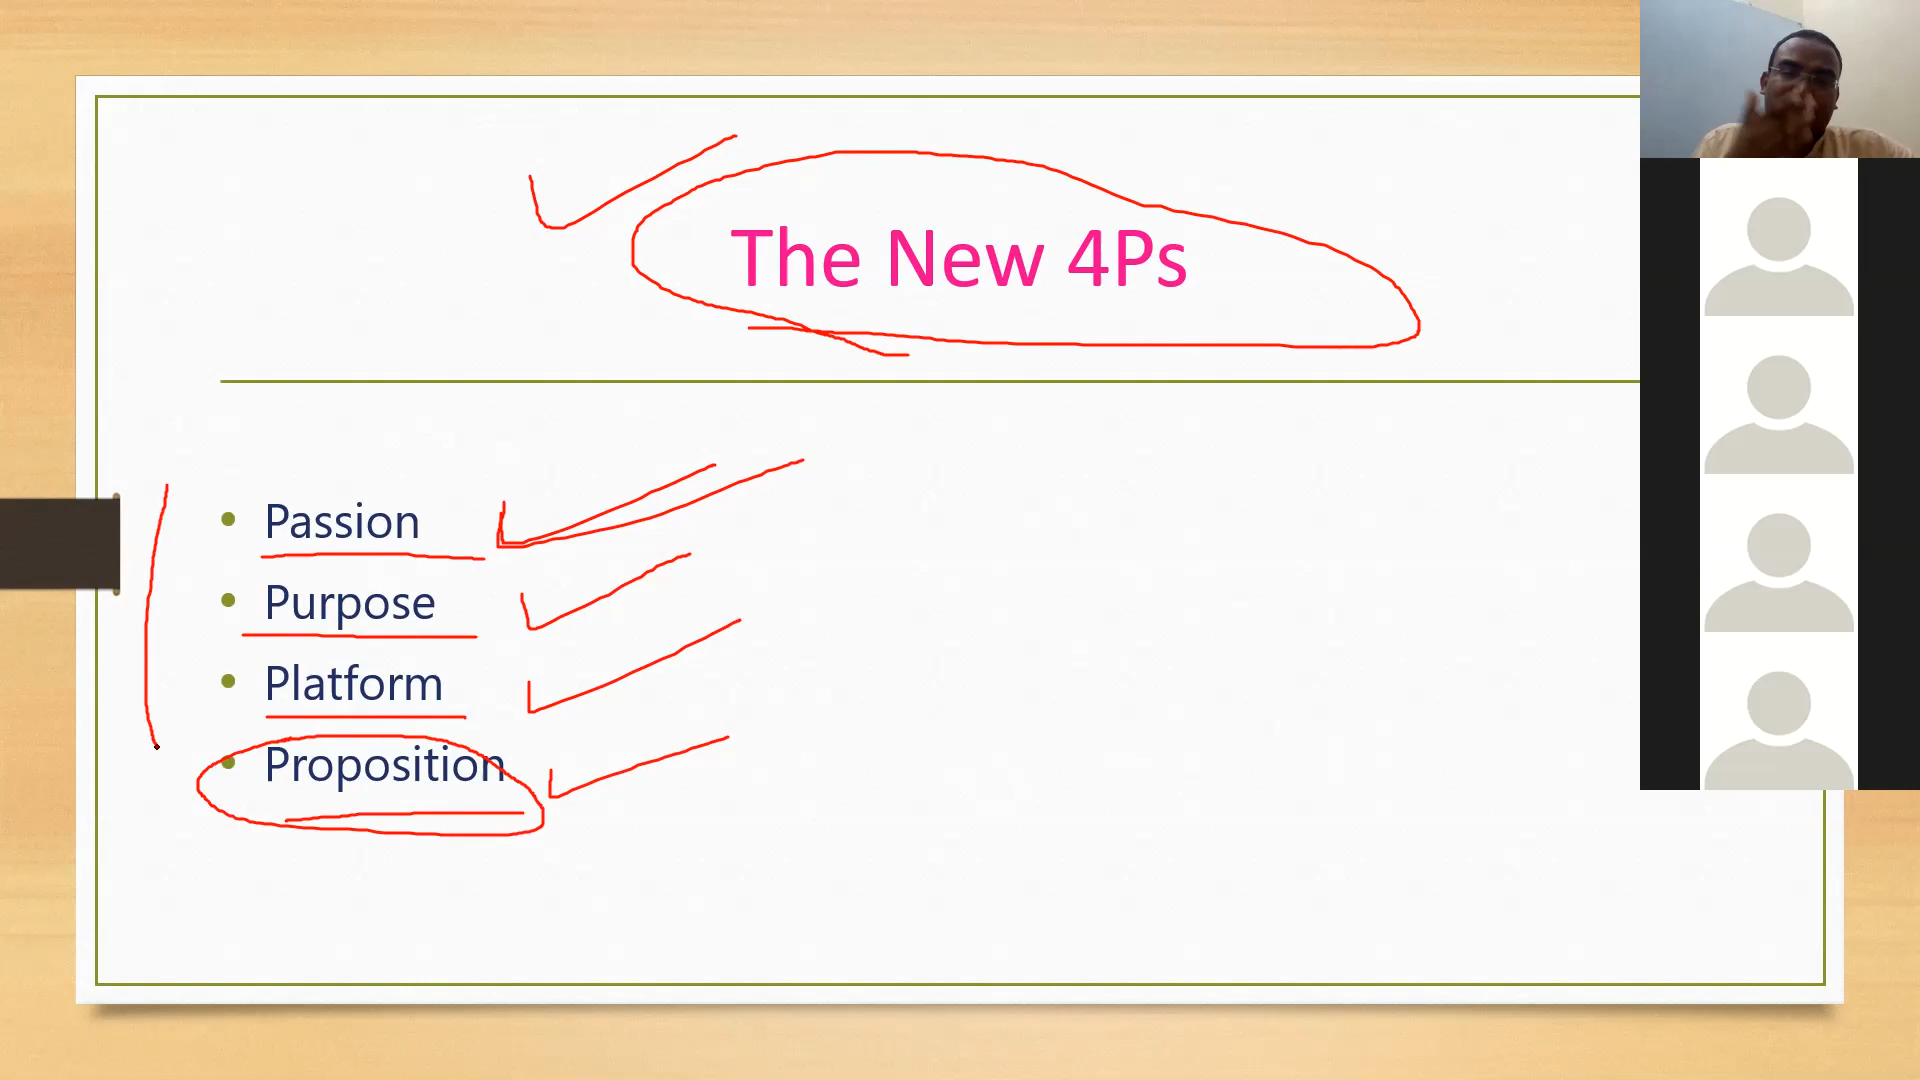 The New 4Ps
• Passion
• Purpose
• Platform
• Proposition